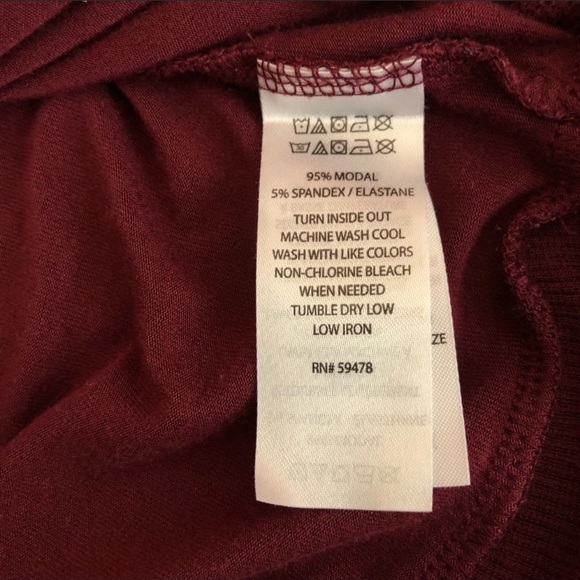 95% MODAL
5% SPANDEX / ELASTANE
TURN INSIDE OUT
MACHINE WASH COOL
WASH WITH LIKE COLORS
NON-CHLORINE BLEACH
WHEN NEEDED
TUMBLE DRY LOW
LOW IRON
ZE
RN# 59478